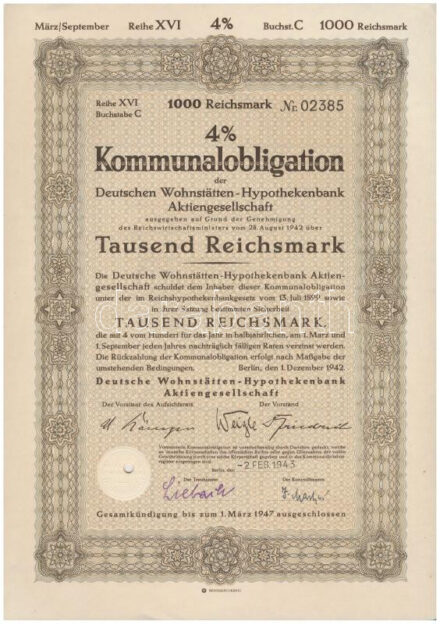 März/September Reihe XVI 4% Buchst. C 1000 Reichsmark
Reihe XVI 1000 Reichsmark Nr. 02385
Buchstabe C
4%
Kommunalobligation
der
Deutschen Wohnstätten-Hypothekenbank
Aktiengesellschaft
ausgegeben auf Grund der Genehmigung
des Reichswirtschaftsministers vom 28. August 1942 über
Tausend Reichsmark
Die Deutsche Wohnstätten-Hypothekenbank Aktien-
gesellschaft schuldet dem Inhaber dieser Kommunalobligation
unter der im Reichshypothekenbankgesetz vom 13. Juli 1899 sowie
in ihrer Satzung bestimmten Sicherheit
TAUSEND REICHSMARK,
die mit 4 vom Hundert für das Jahr in halbjährlichen, am 1. März und
1. September jeden Jahres nachträglich fälligen Raten verzinst werden.
Die Rückzahlung der Kommunalobligation erfolgt nach Maßgabe der
umstehenden Bedingungen. Berlin, den 1. Dezember 1942.
Deutsche Wohnstätten-Hypothekenbank
Aktiengesellschaft
Der Vorsitzer des Aufsichtsrats Der Vorstand
Berlin, den -2 FEB. 1943
Der Treuhänder Der Kontrollbeamte
Liebach
Gesamtkündigung bis zum 1. März 1947 ausgeschlossen